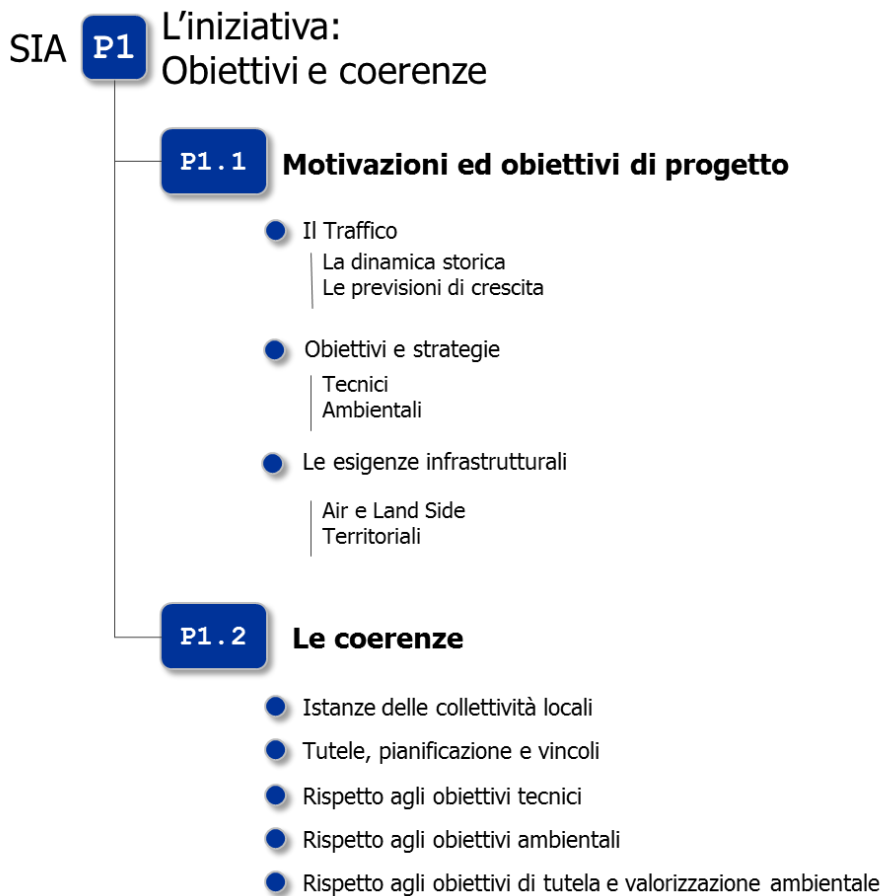 SIA P1 L’iniziativa:
Obiettivi e coerenze
P1.1 Motivazioni ed obiettivi di progetto
Il Traffico
La dinamica storica
Le previsioni di crescita
Obiettivi e strategie
Tecnici
Ambientali
Le esigenze infrastrutturali
Air e Land Side
Territoriali
P1.2 Le coerenze
Istanze delle collettività locali
Tutele, pianificazione e vincoli
Rispetto agli obiettivi tecnici
Rispetto agli obiettivi ambientali
Rispetto agli obiettivi di tutela e valorizzazione ambientale